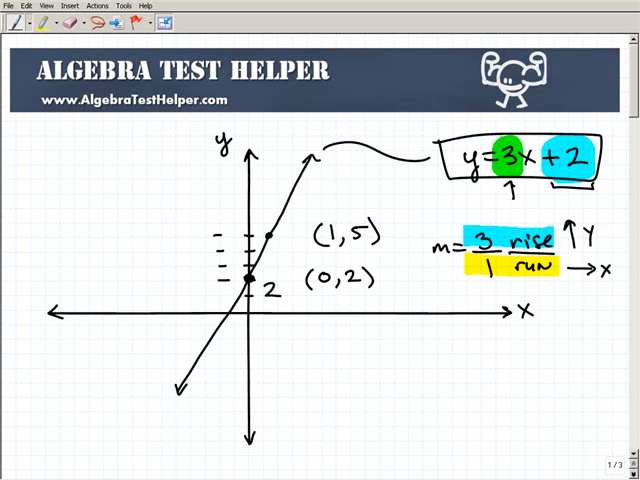 File Edit View Insert Actions Tools Help
ALGEBRA TEST HELPER
www.AlgebraTestHelper.com
y
y=3x+2
(1,5)
m= 3 rise ↑ Y
1 run → x
(0,2)
2
x
1 / 3